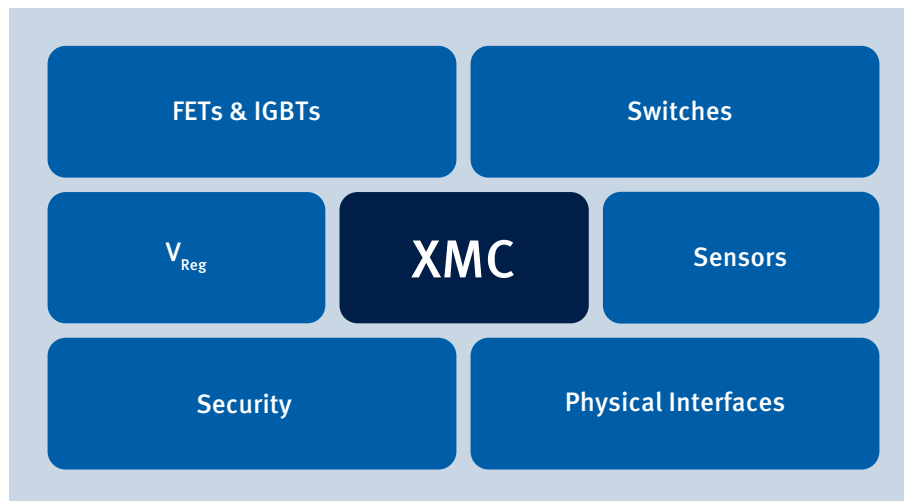 FETs & IGBTs
Switches
VReg
XMC
Sensors
Security
Physical Interfaces